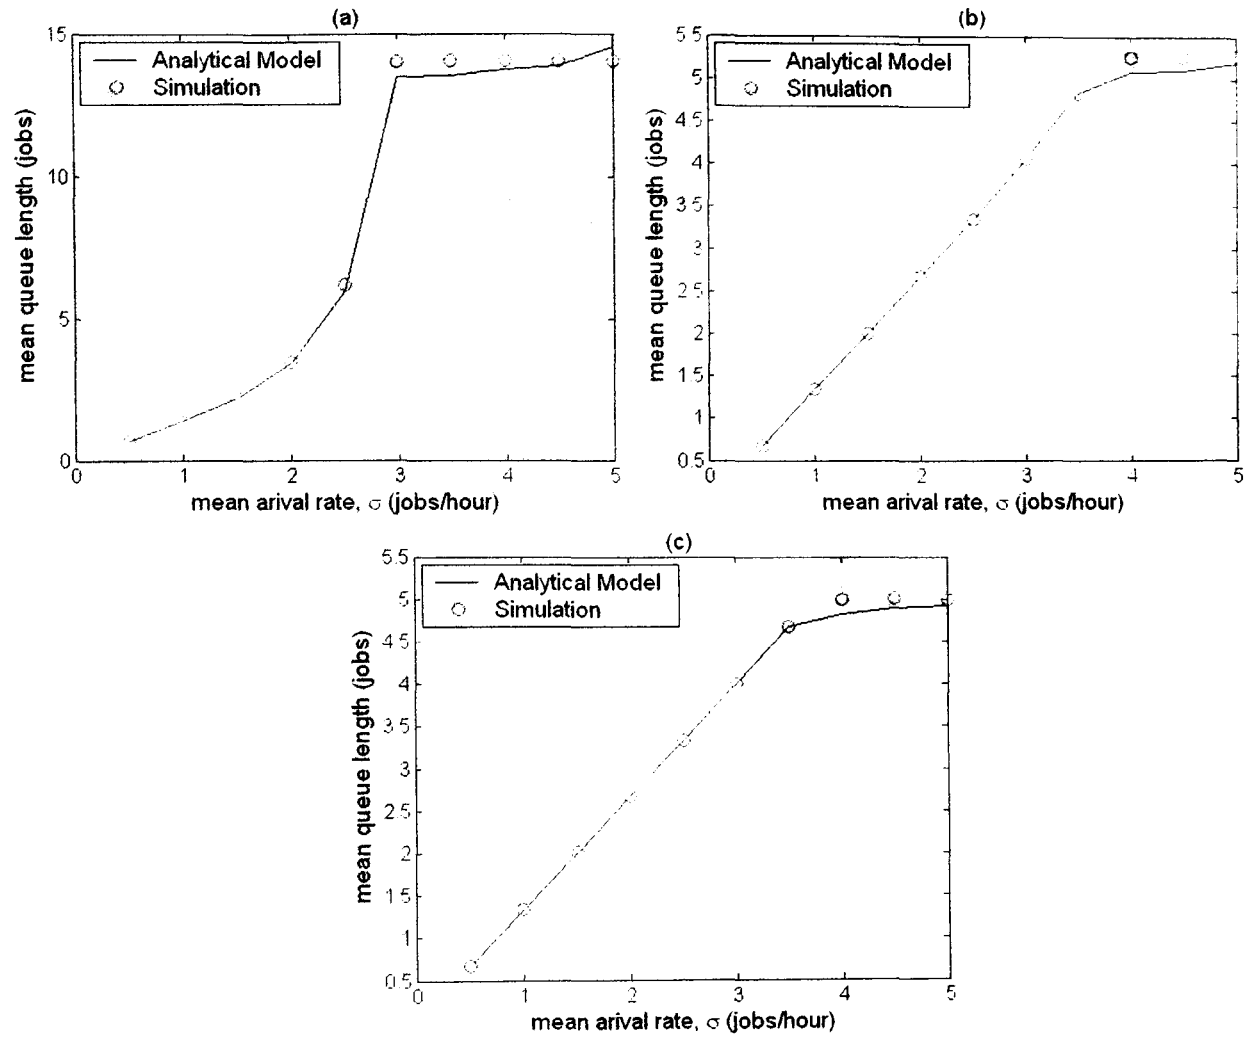 (a)
15
10
5
0
Analytical Model
Simulation
mean queue length (jobs)
0 1 2 3 4 5
mean arival rate, σ (jobs/hour)
(b)
5.5
5
4.5
4
3.5
3
2.5
2
1.5
1
0.5
Analytical Model
Simulation
mean queue length (jobs)
0 1 2 3 4 5
mean arival rate, σ (jobs/hour)
(c)
5.5
5
4.5
4
3.5
3
2.5
2
1.5
1
0.5
Analytical Model
Simulation
mean queue length (jobs)
0 1 2 3 4 5
mean arival rate, σ (jobs/hour)